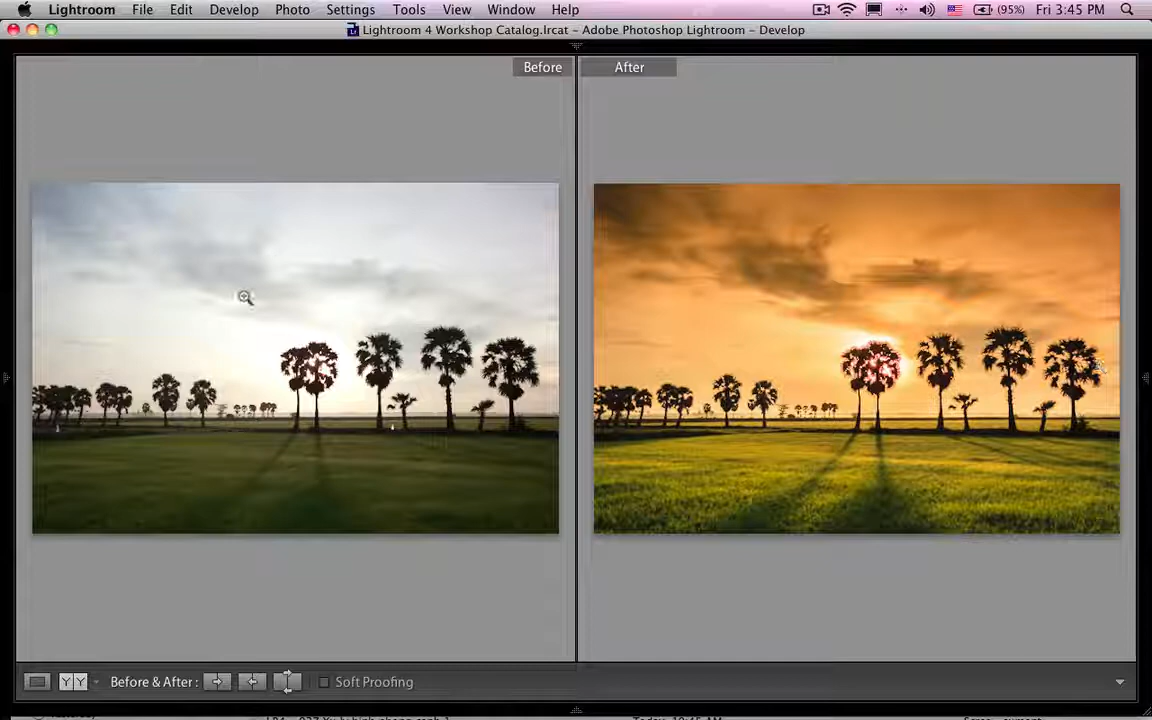 Lightroom File Edit Develop Photo Settings Tools View Window Help (95%) Fri 3:45 PM
Lightroom 4 Workshop Catalog.lrcat – Adobe Photoshop Lightroom – Develop
Before After
YY Before & After : Soft Proofing